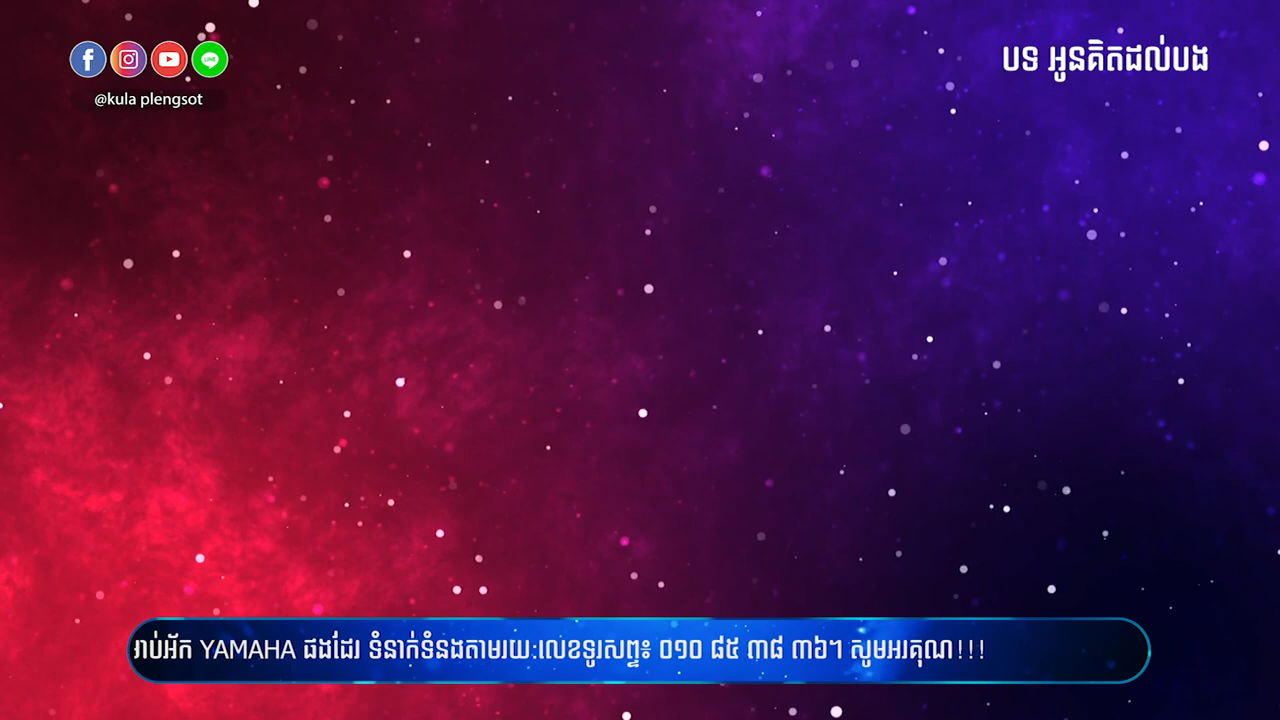 បទ អូនគិតដល់បង
@kula plengsot
រាប់អ័ក YAMAHA ផងដែរ ទំនាក់ទំនងតាមរយ:លេខទូរសព្ទ៖ ០១០ ៨៥ ៣៨ ៣៦។ សូមអរគុណ!!!